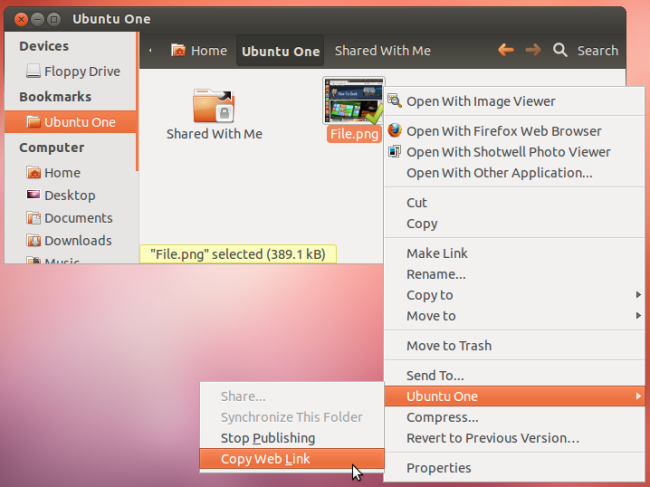 Ubuntu One
Devices
Floppy Drive
Bookmarks
Ubuntu One
Computer
Home
Desktop
Documents
Downloads
Music
Home Ubuntu One Shared With Me Search
Shared With Me
File.png
"File.png" selected (389.1 kB)
Open With Image Viewer
Open With Firefox Web Browser
Open With Shotwell Photo Viewer
Open With Other Application...
Cut
Copy
Make Link
Rename...
Copy to
Move to
Move to Trash
Send To...
Ubuntu One
Compress...
Revert to Previous Version...
Properties
Share...
Synchronize This Folder
Stop Publishing
Copy Web Link